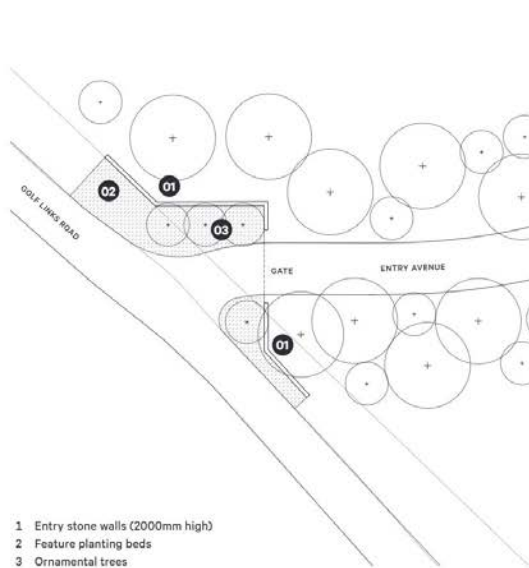 02
01
03
GOLF LINKS ROAD
GATE
ENTRY AVENUE
01
1 Entry stone walls (2000mm high)
2 Feature planting beds
3 Ornamental trees